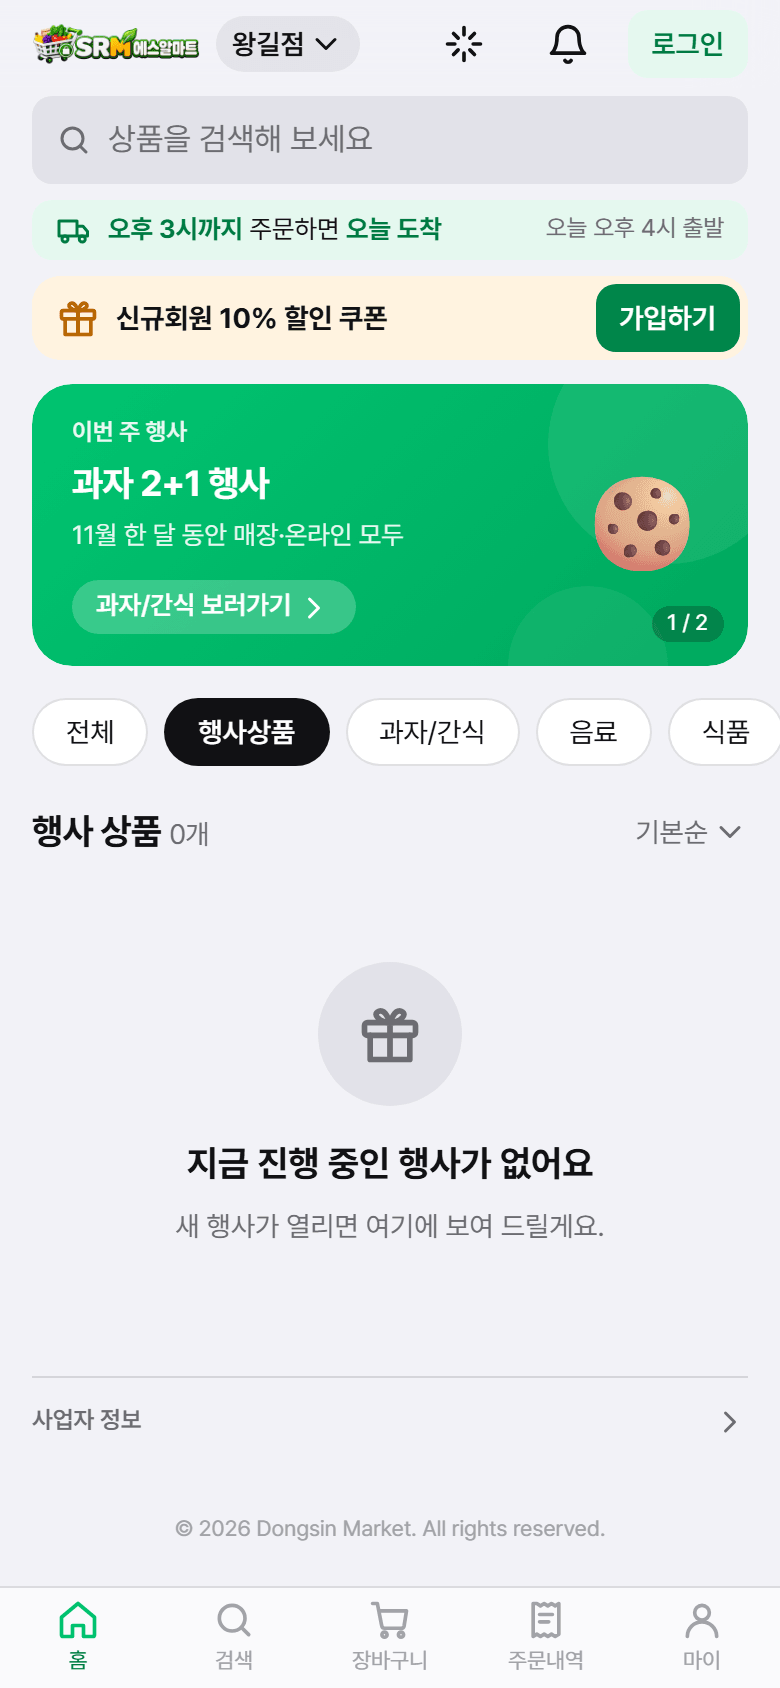 SRM에스알마트
왕길점
로그인
상품을 검색해 보세요
오후 3시까지 주문하면 오늘 도착
오늘 오후 4시 출발
신규회원 10% 할인 쿠폰
가입하기
이번 주 행사
과자 2+1 행사
11월 한 달 동안 매장·온라인 모두
과자/간식 보러가기
1 / 2
전체
행사상품
과자/간식
음료
식품
행사 상품 0개
기본순
지금 진행 중인 행사가 없어요
새 행사가 열리면 여기에 보여 드릴게요.
사업자 정보
© 2026 Dongsin Market. All rights reserved.
홈
검색
장바구니
주문내역
마이